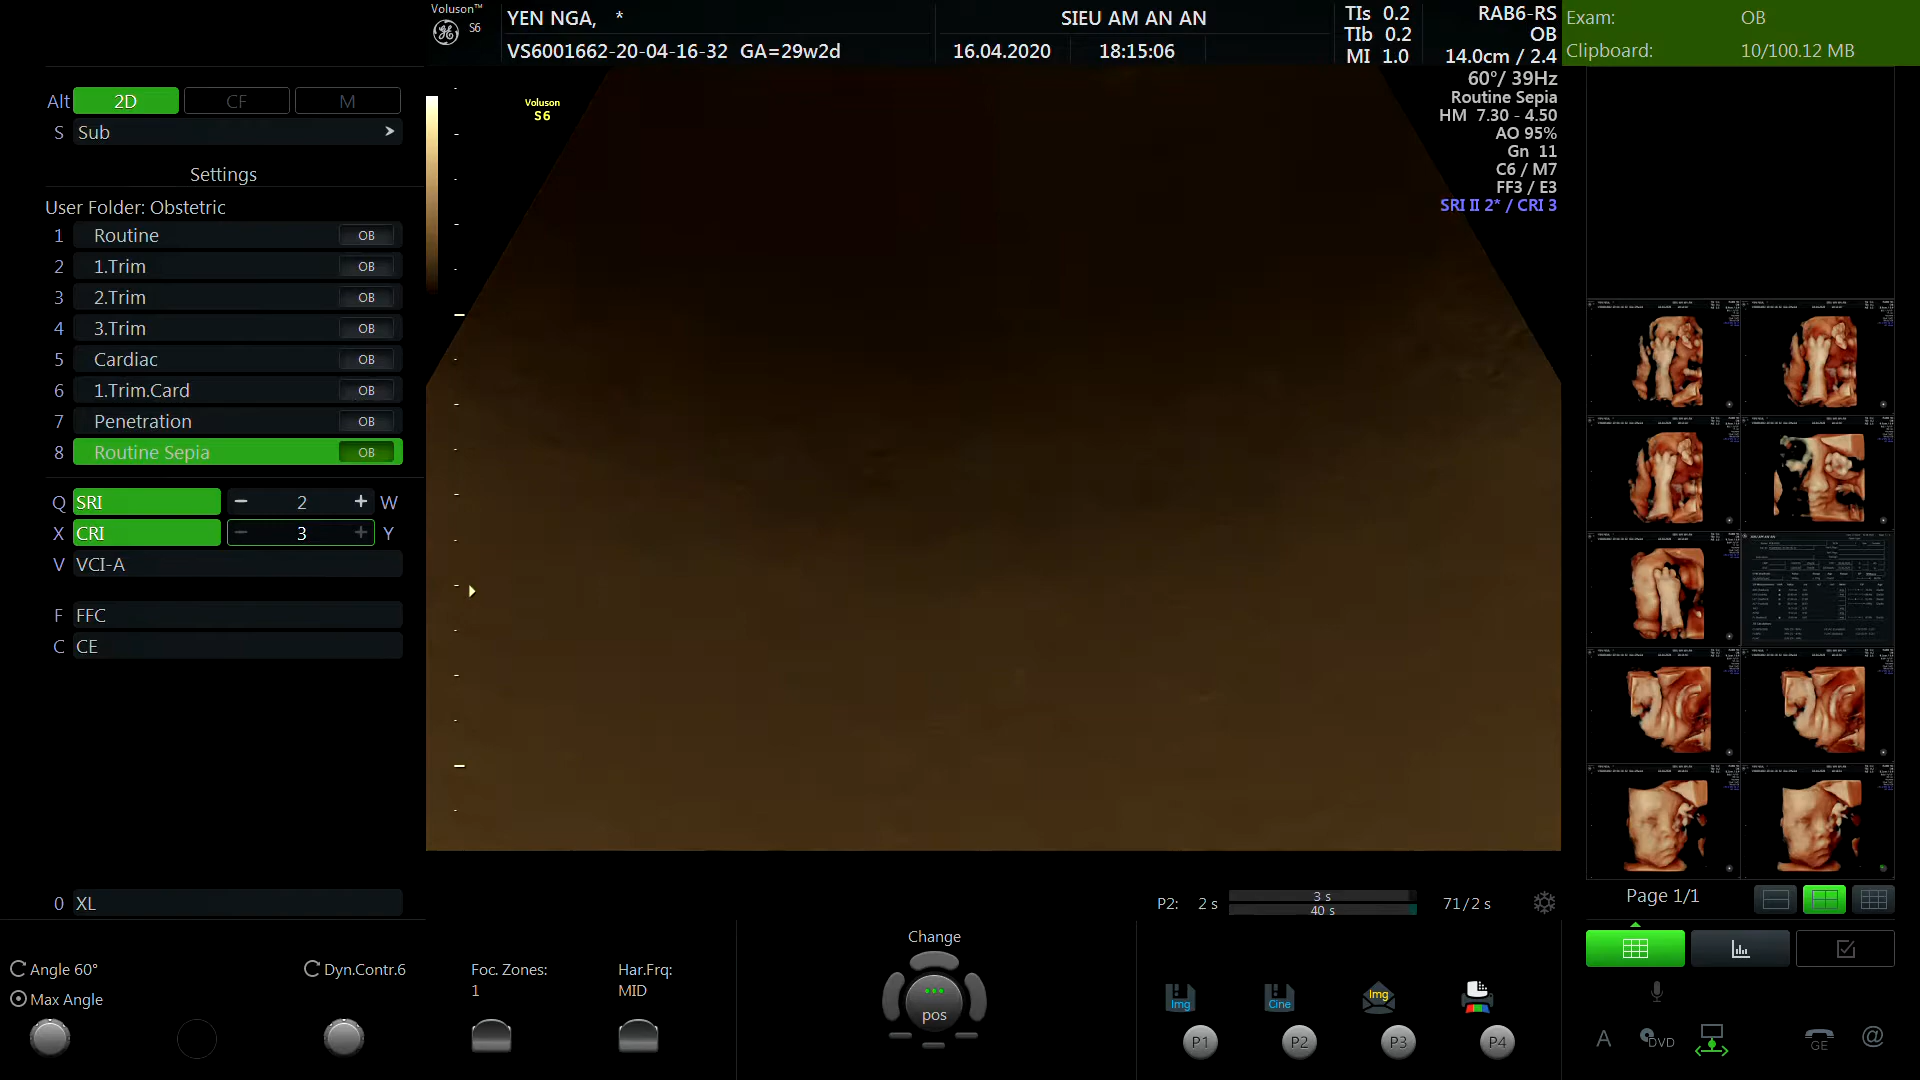 Voluson™
S6
YEN NGA, *
SIEU AM AN AN
VS6001662-20-04-16-32 GA=29w2d
16.04.2020
18:15:06
TIs 0.2
TIb 0.2
MI 1.0
RAB6-RS
OB
14.0cm / 2.4
60°/ 39Hz
Routine Sepia
HM 7.30 - 4.50
AO 95%
Gn 11
C6 / M7
FF3 / E3
SRI II 2* / CRI 3
Exam: OB
Clipboard: 10/100.12 MB
Alt 2D CF M
S Sub >
Settings
User Folder: Obstetric
1 Routine OB
2 1.Trim OB
3 2.Trim OB
4 3.Trim OB
5 Cardiac OB
6 1.Trim.Card OB
7 Penetration OB
8 Routine Sepia OB
Q SRI − 2 + W
X CRI − 3 + Y
V VCI-A
F FFC
C CE
0 XL
Voluson
S6
P2: 2 s 3 s 71/2 s
40 s
Page 1/1
Angle 60°
Max Angle
Dyn.Contr.6
Foc. Zones:
1
Har.Frq:
MID
Change
pos
Img Cine Img
P1 P2 P3 P4
A DVD GE @